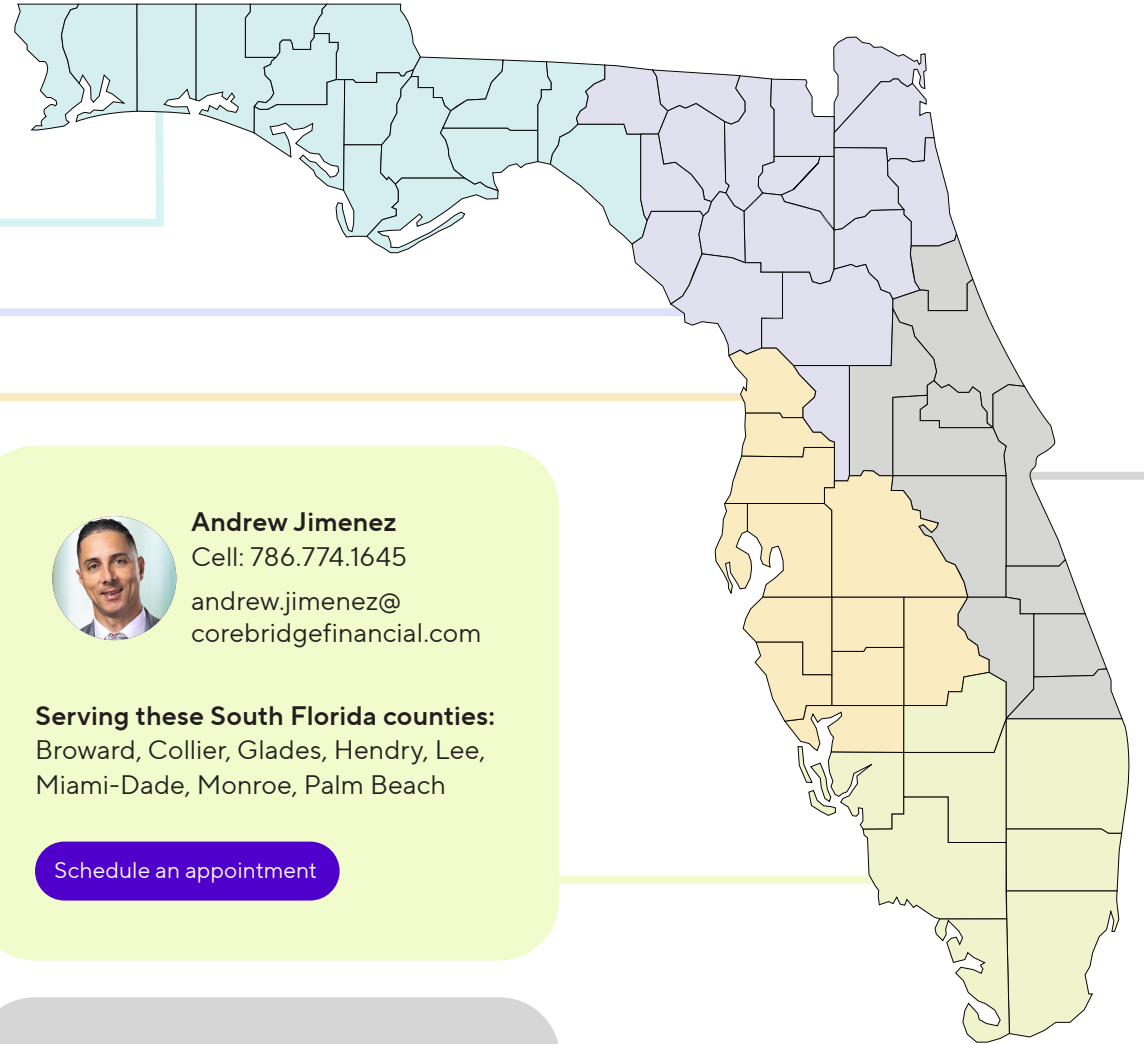 Andrew Jimenez
Cell: 786.774.1645
andrew.jimenez@
corebridgefinancial.com
Serving these South Florida counties:
Broward, Collier, Glades, Hendry, Lee,
Miami-Dade, Monroe, Palm Beach
Schedule an appointment